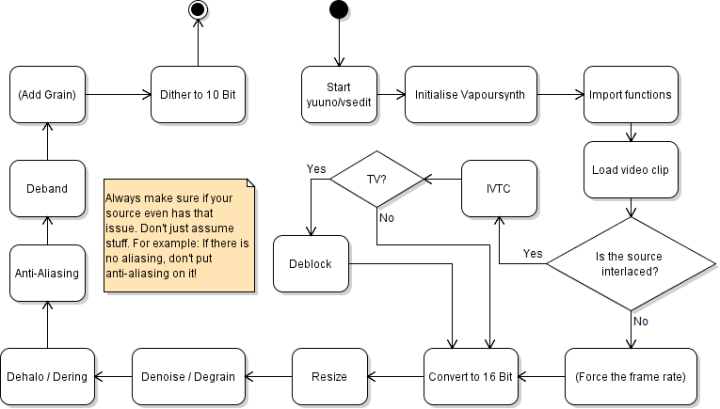 (Add Grain)
Dither to 10 Bit
Start
yuuno/vsedit
Initialise Vapoursynth
Import functions
Load video clip
Yes
TV?
IVTC
No
Deband
Always make sure if your
source even has that
issue. Don't just assume
stuff. For example: If there is
no aliasing, don't put
anti-aliasing on it!
Deblock
Yes
Is the source
interlaced?
Anti-Aliasing
No
Dehalo / Dering
Denoise / Degrain
Resize
Convert to 16 Bit
(Force the frame rate)